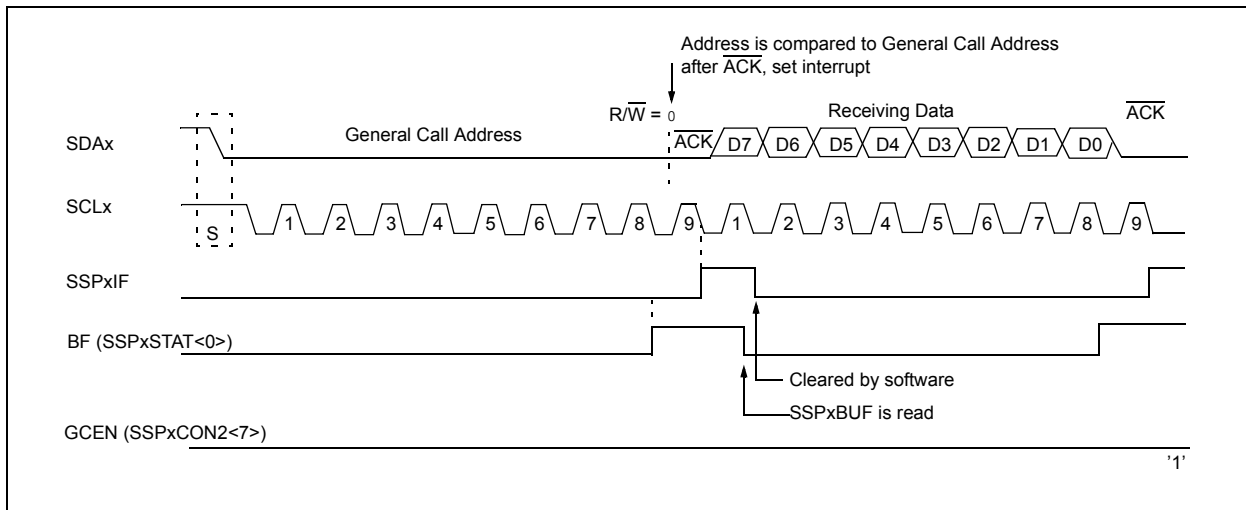 Address is compared to General Call Address
after A̅C̅K̅, set interrupt
R/W̅ = 0
Receiving Data
A̅C̅K̅
SDAx
General Call Address
A̅C̅K̅
D7 D6 D5 D4 D3 D2 D1 D0
SCLx
S
1 2 3 4 5 6 7 8 9 1 2 3 4 5 6 7 8 9
SSPxIF
BF (SSPxSTAT<0>)
Cleared by software
SSPxBUF is read
GCEN (SSPxCON2<7>)
’1’